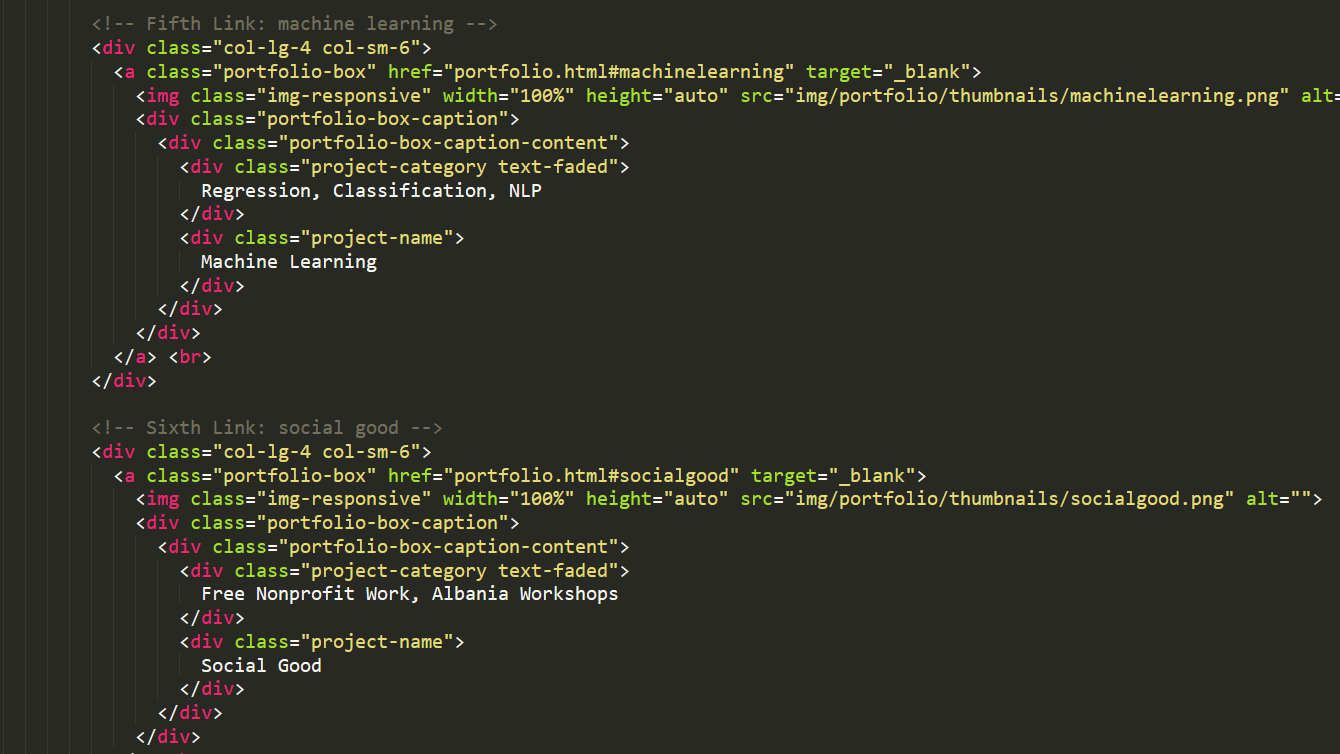 <!-- Fifth Link: machine learning -->
<div class="col-lg-4 col-sm-6">
<a class="portfolio-box" href="portfolio.html#machinelearning" target="_blank">
<img class="img-responsive" width="100%" height="auto" src="img/portfolio/thumbnails/machinelearning.png" alt=
<div class="portfolio-box-caption">
<div class="portfolio-box-caption-content">
<div class="project-category text-faded">
Regression, Classification, NLP
</div>
<div class="project-name">
Machine Learning
</div>
</div>
</div>
</a> <br>
</div>
<!-- Sixth Link: social good -->
<div class="col-lg-4 col-sm-6">
<a class="portfolio-box" href="portfolio.html#socialgood" target="_blank">
<img class="img-responsive" width="100%" height="auto" src="img/portfolio/thumbnails/socialgood.png" alt="">
<div class="portfolio-box-caption">
<div class="portfolio-box-caption-content">
<div class="project-category text-faded">
Free Nonprofit Work, Albania Workshops
</div>
<div class="project-name">
Social Good
</div>
</div>
</div>